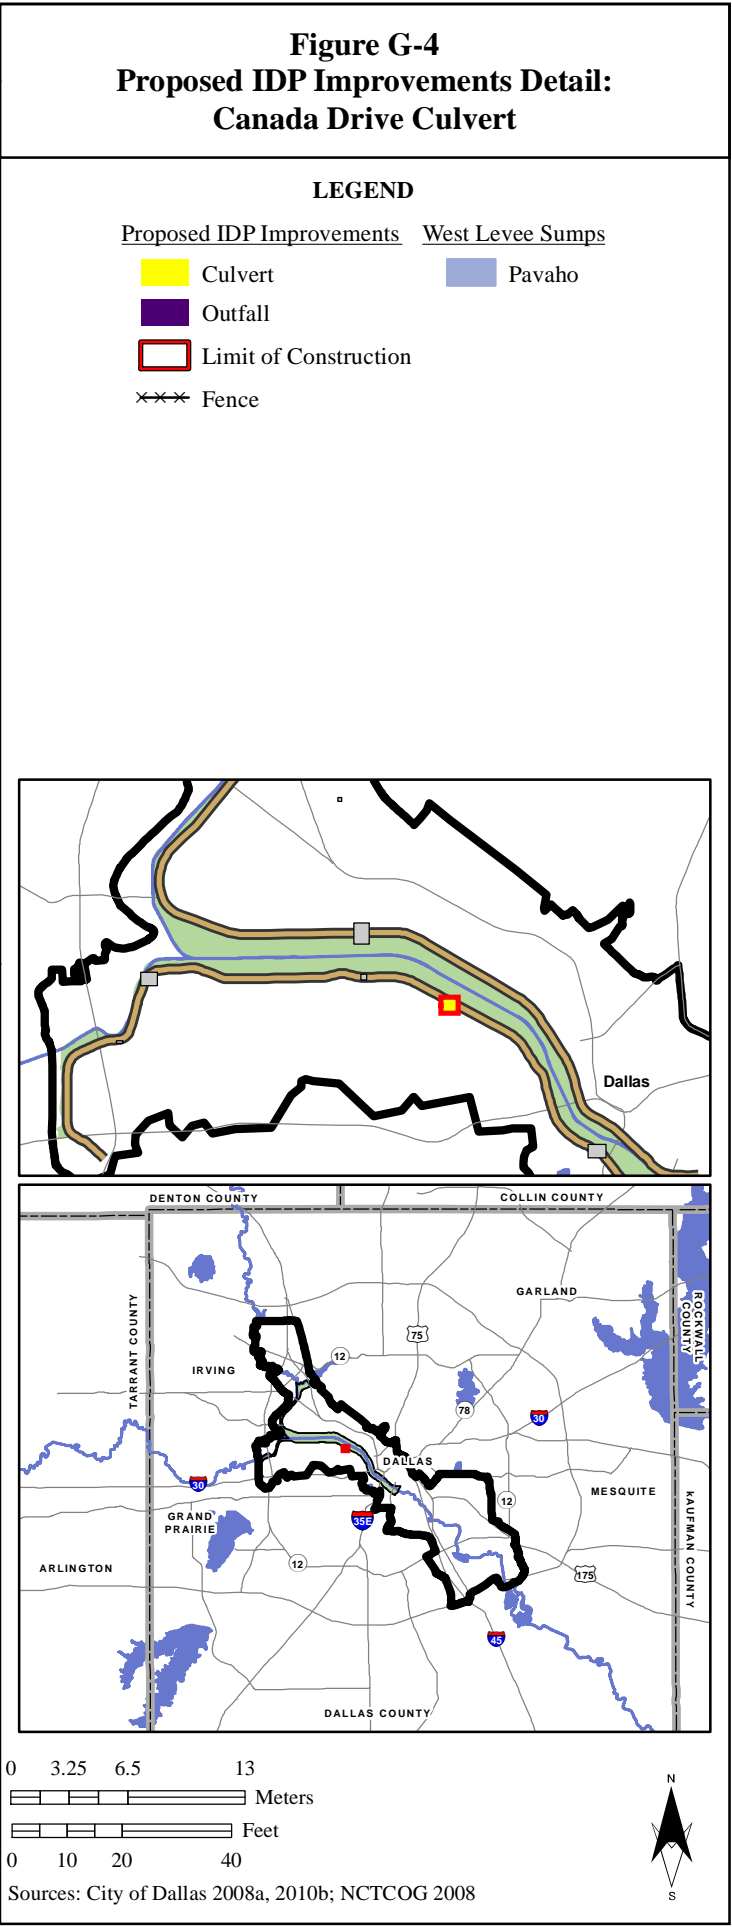 Figure G-4
Proposed IDP Improvements Detail:
Canada Drive Culvert
LEGEND
Proposed IDP Improvements West Levee Sumps
Culvert Pavaho
Outfall
Limit of Construction
Fence
Dallas
DENTON COUNTY COLLIN COUNTY
TARRANT COUNTY
ROCKWALL COUNTY
GARLAND
75
12
IRVING
78
30
DALLAS
30
MESQUITE
12
GRAND
PRAIRIE
35E
KAUFMAN COUNTY
12
ARLINGTON
175
45
DALLAS COUNTY
0 3.25 6.5 13
Meters
Feet
0 10 20 40
N
S
Sources: City of Dallas 2008a, 2010b; NCTCOG 2008